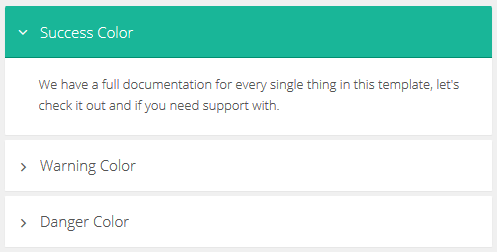 Success Color
We have a full documentation for every single thing in this template, let's
check it out and if you need support with.
Warning Color
Danger Color